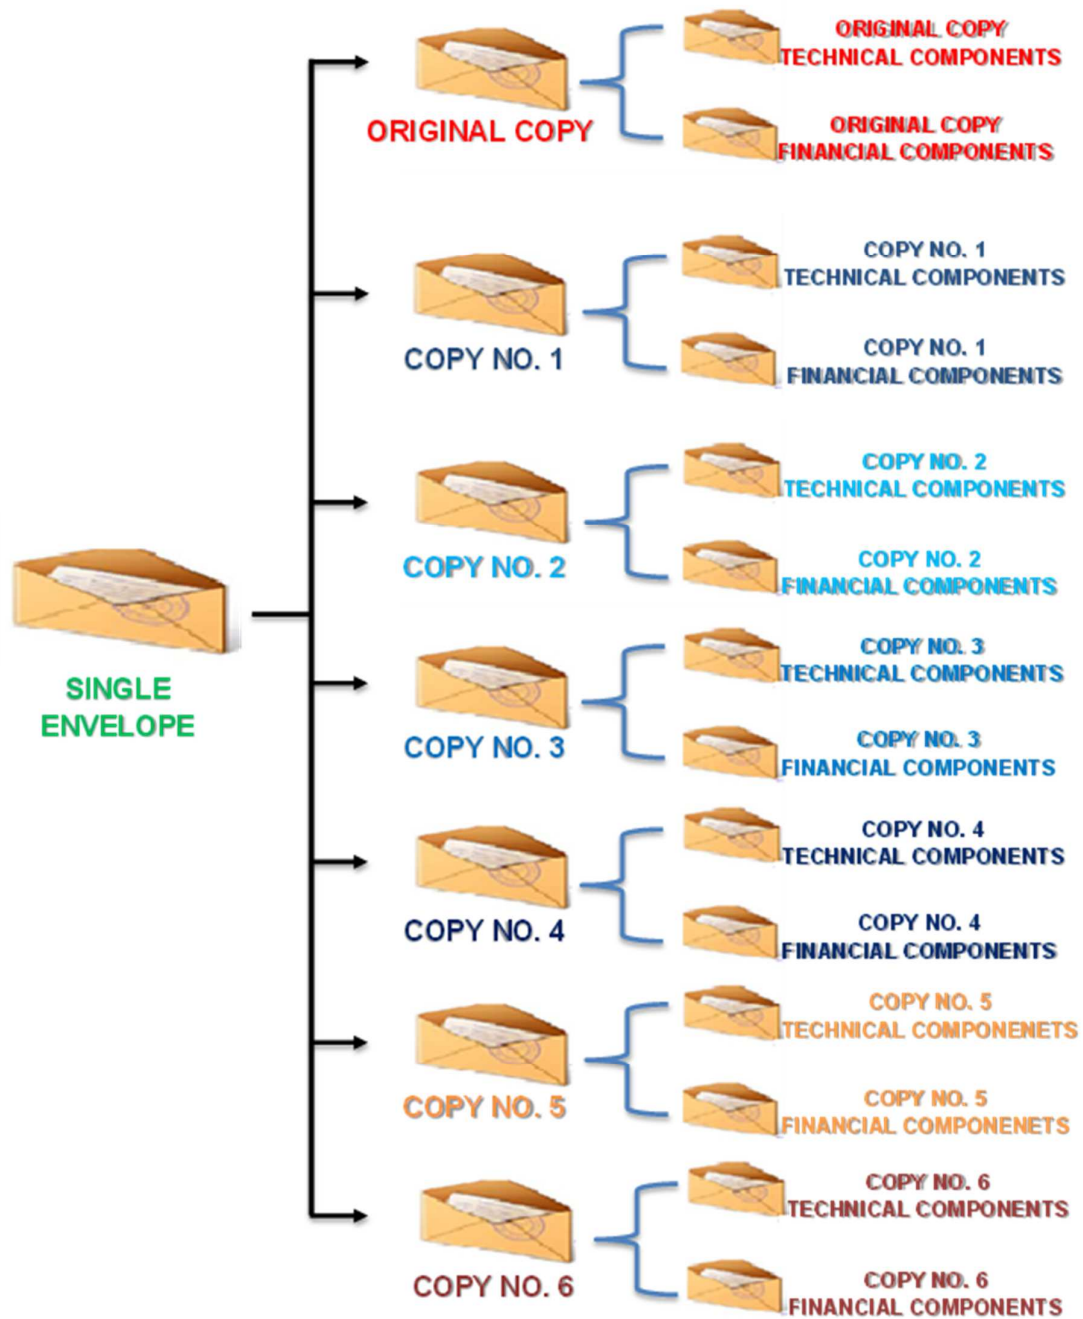 ORIGINAL COPY
TECHNICAL COMPONENTS
ORIGINAL COPY
ORIGINAL COPY
FINANCIAL COMPONENTS
COPY NO. 1
TECHNICAL COMPONENTS
COPY NO. 1
COPY NO. 1
FINANCIAL COMPONENTS
COPY NO. 2
TECHNICAL COMPONENTS
COPY NO. 2
COPY NO. 2
FINANCIAL COMPONENTS
SINGLE
ENVELOPE
COPY NO. 3
TECHNICAL COMPONENTS
COPY NO. 3
COPY NO. 3
FINANCIAL COMPONENTS
COPY NO. 4
TECHNICAL COMPONENTS
COPY NO. 4
COPY NO. 4
FINANCIAL COMPONENTS
COPY NO. 5
TECHNICAL COMPONENETS
COPY NO. 5
COPY NO. 5
FINANCIAL COMPONENETS
COPY NO. 6
TECHNICAL COMPONENTS
COPY NO. 6
COPY NO. 6
FINANCIAL COMPONENTS